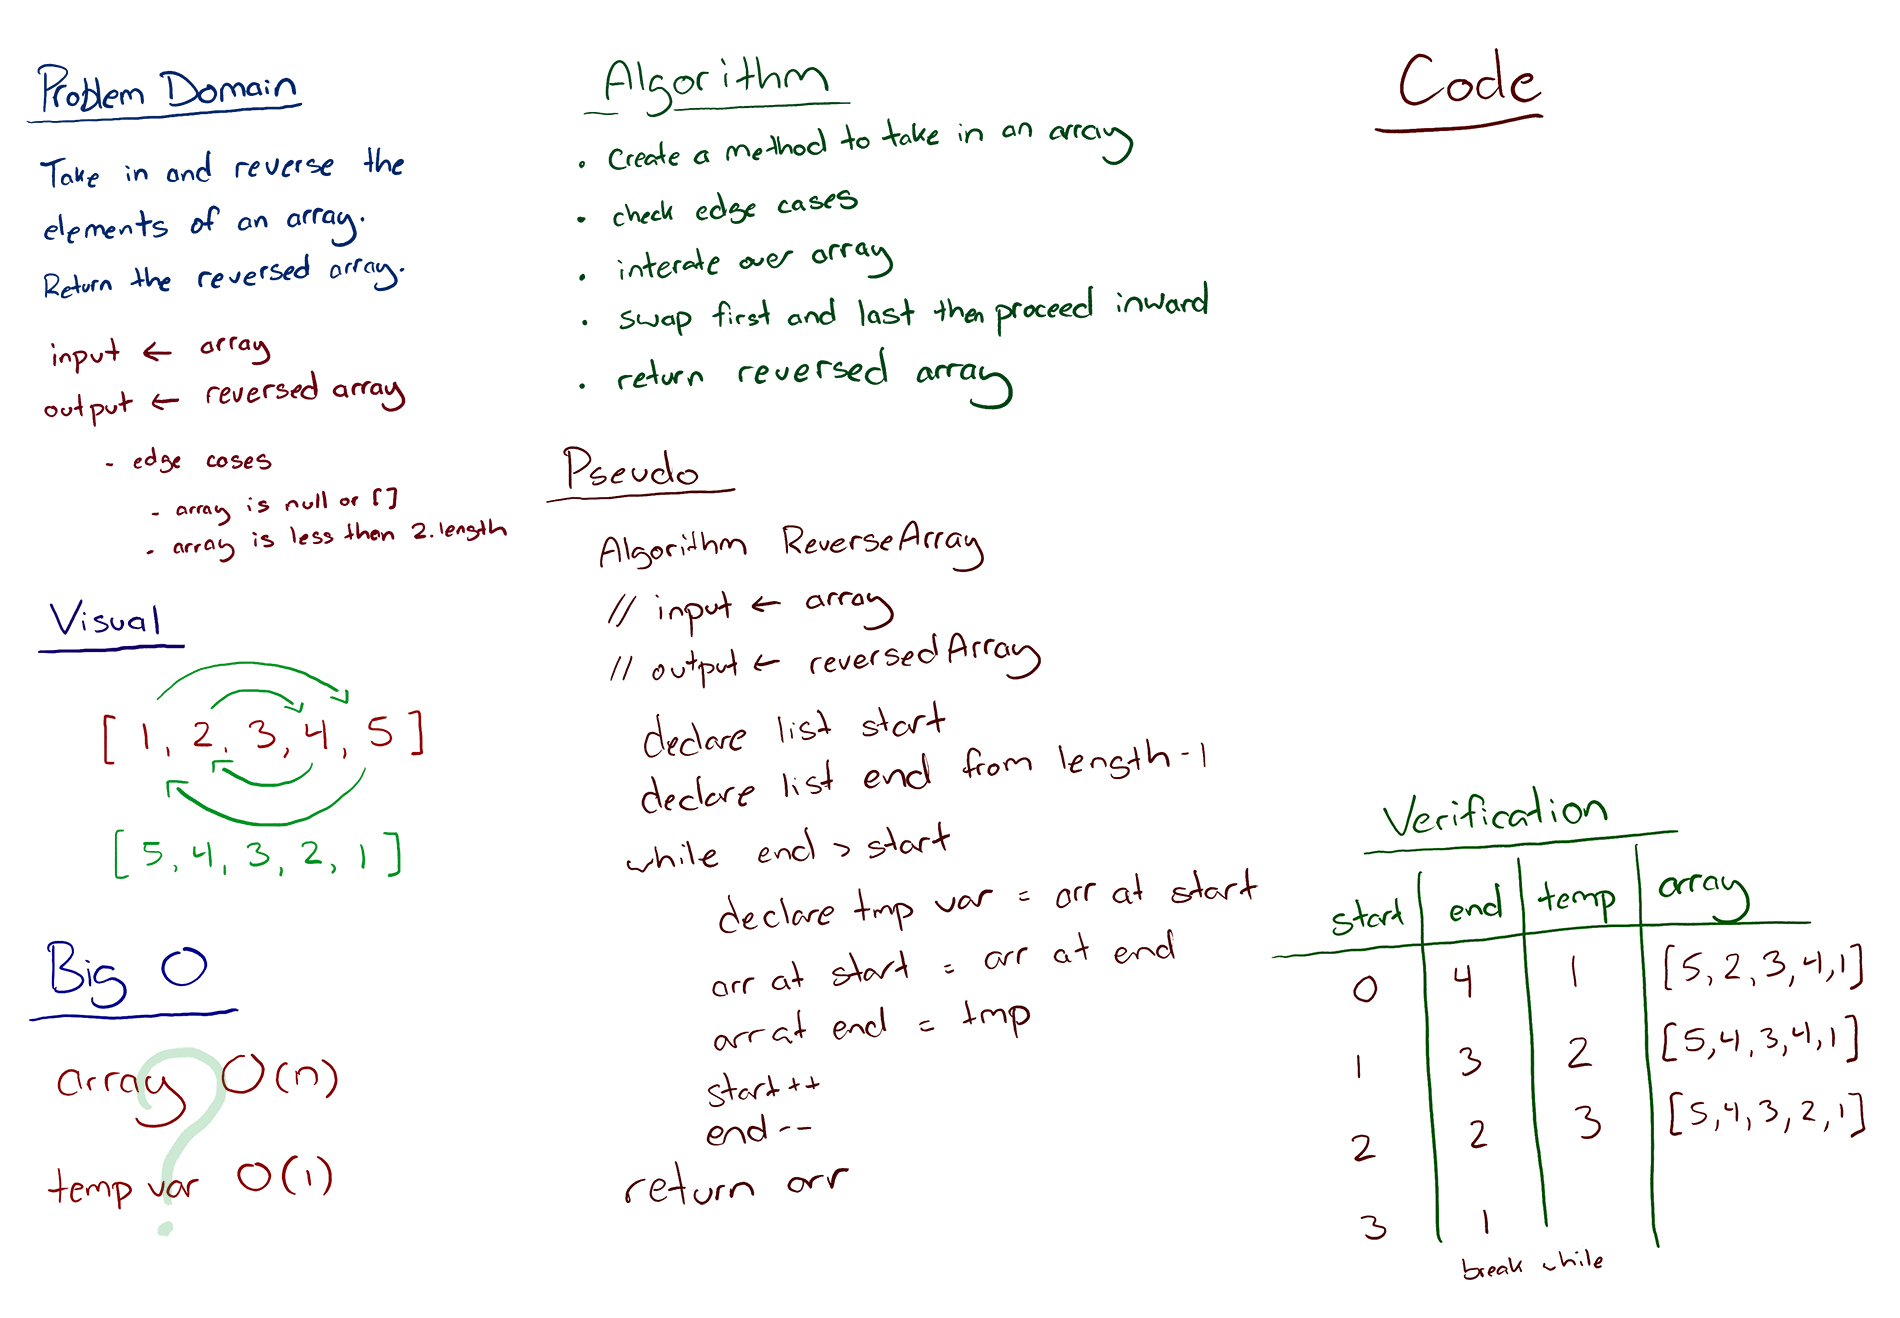 Problem Domain
Take in and reverse the
elements of an array.
Return the reversed array.
input ← array
output ← reversed array
- edge cases
- array is null or []
- array is less then 2.length
Visual
[ 1, 2, 3, 4, 5 ]
[ 5, 4, 3, 2, 1 ]
Big O
array O(n)
?
temp var O(1)
Algorithm
• Create a method to take in an array
• check edge cases
• interate over array
• swap first and last then proceed inward
• return reversed array
Pseudo
Algorithm ReverseArray
// input ← array
// output ← reversedArray
declare list start
declare list end from length-1
while end > start
declare tmp var = arr at start
arr at start = arr at end
arr at end = tmp
start++
end--
return arr
Code
Verification
start end temp array
0 4 1 [5, 2, 3, 4, 1]
1 3 2 [5, 4, 3, 4, 1]
2 2 3 [5, 4, 3, 2, 1]
3 1
break while